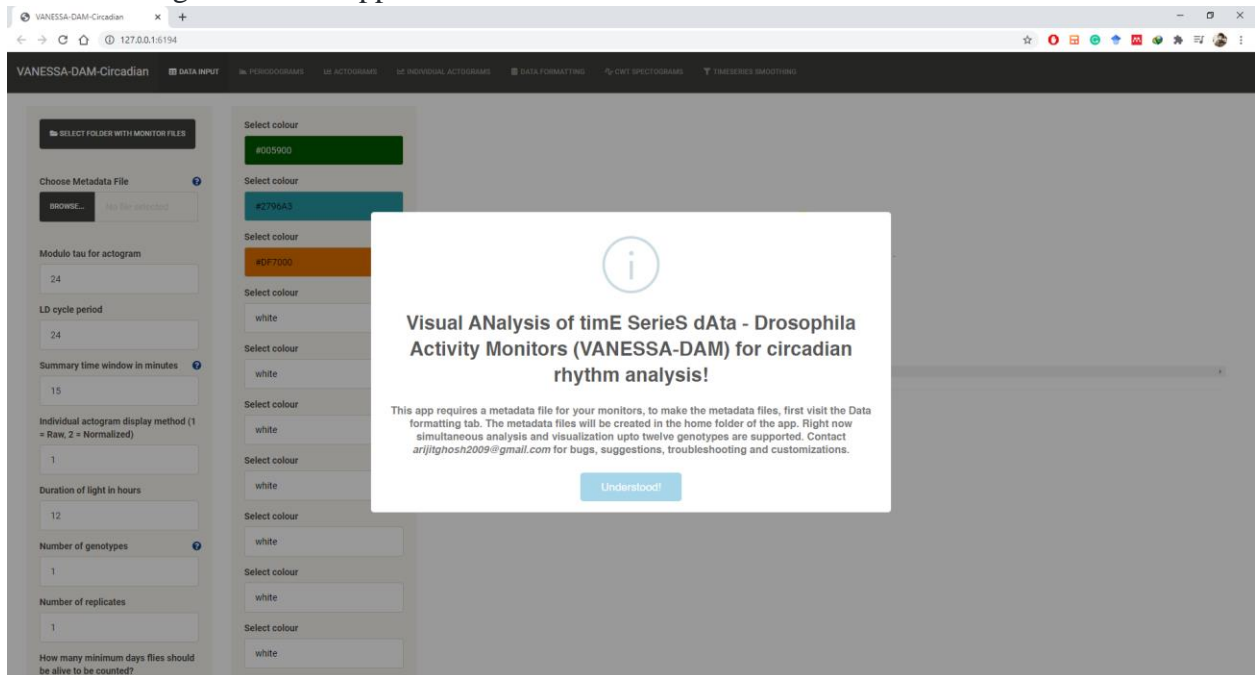 VANESSA-DAM-Circadian
127.0.0.1:6194
VANESSA-DAM-Circadian DATA INPUT PERIODOGRAMS ACTOGRAMS INDIVIDUAL ACTOGRAMS DATA FORMATTING CWT SPECTOGRAMS TIMESERIES SMOOTHING
SELECT FOLDER WITH MONITOR FILES
Choose Metadata File
BROWSE... No file selected
Modulo tau for actogram
24
LD cycle period
24
Summary time window in minutes
15
Individual actogram display method (1
= Raw, 2 = Normalized)
1
Duration of light in hours
12
Number of genotypes
1
Number of replicates
1
How many minimum days flies should
be alive to be counted?
Select colour
#005900
Select colour
#2796A3
Select colour
#DF7000
Select colour
white
Select colour
white
Select colour
white
Select colour
white
Select colour
white
Select colour
white
Select colour
white
Visual ANalysis of timE SerieS dAta - Drosophila
Activity Monitors (VANESSA-DAM) for circadian
rhythm analysis!
This app requires a metadata file for your monitors, to make the metadata files, first visit the Data
formatting tab. The metadata files will be created in the home folder of the app. Right now
simultaneous analysis and visualization upto twelve genotypes are supported. Contact
arijitghosh2009@gmail.com for bugs, suggestions, troubleshooting and customizations.
Understood!